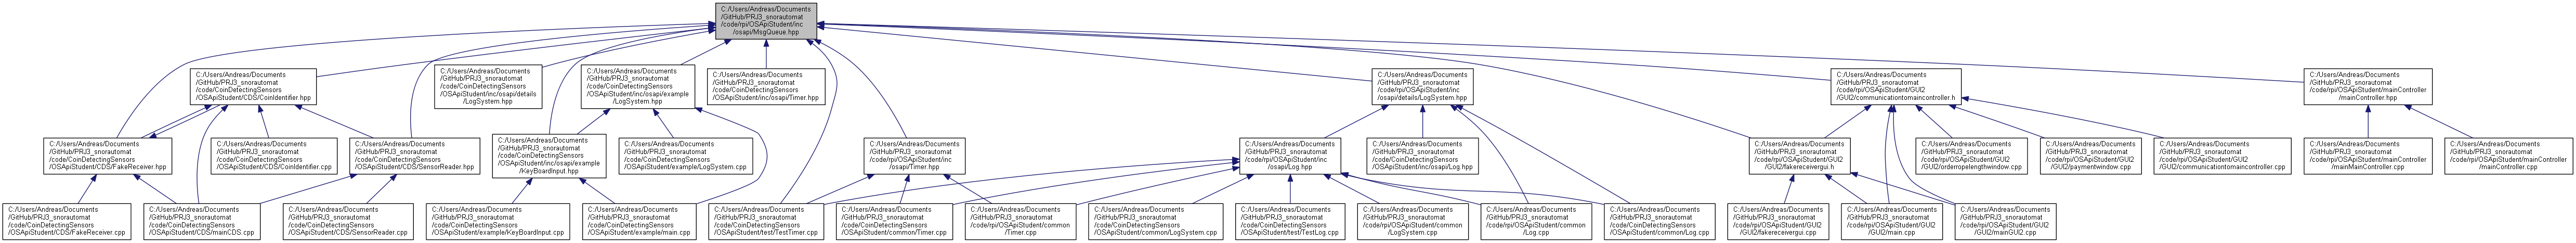 C:/Users/Andreas/Documents
/GitHub/PRJ3_snorautomat
/code/rpi/OSApiStudent/inc
/osapi/MsgQueue.hpp
C:/Users/Andreas/Documents
/GitHub/PRJ3_snorautomat
/code/CoinDetectingSensors
/OSApiStudent/CDS/CoinIdentifier.hpp
C:/Users/Andreas/Documents
/GitHub/PRJ3_snorautomat
/code/CoinDetectingSensors
/OSApiStudent/inc/osapi/details
/LogSystem.hpp
C:/Users/Andreas/Documents
/GitHub/PRJ3_snorautomat
/code/CoinDetectingSensors
/OSApiStudent/inc/osapi/example
/LogSystem.hpp
C:/Users/Andreas/Documents
/GitHub/PRJ3_snorautomat
/code/CoinDetectingSensors
/OSApiStudent/inc/osapi/Timer.hpp
C:/Users/Andreas/Documents
/GitHub/PRJ3_snorautomat
/code/rpi/OSApiStudent/inc
/osapi/details/LogSystem.hpp
C:/Users/Andreas/Documents
/GitHub/PRJ3_snorautomat
/code/rpi/OSApiStudent/GUI2
/GUI2/communicationtomaincontroller.h
C:/Users/Andreas/Documents
/GitHub/PRJ3_snorautomat
/code/rpi/OSApiStudent/mainController
/mainController.hpp
C:/Users/Andreas/Documents
/GitHub/PRJ3_snorautomat
/code/CoinDetectingSensors
/OSApiStudent/CDS/FakeReceiver.hpp
C:/Users/Andreas/Documents
/GitHub/PRJ3_snorautomat
/code/CoinDetectingSensors
/OSApiStudent/CDS/CoinIdentifier.cpp
C:/Users/Andreas/Documents
/GitHub/PRJ3_snorautomat
/code/CoinDetectingSensors
/OSApiStudent/CDS/SensorReader.hpp
C:/Users/Andreas/Documents
/GitHub/PRJ3_snorautomat
/code/CoinDetectingSensors
/OSApiStudent/inc/osapi/example
/KeyBoardInput.hpp
C:/Users/Andreas/Documents
/GitHub/PRJ3_snorautomat
/code/CoinDetectingSensors
/OSApiStudent/example/LogSystem.cpp
C:/Users/Andreas/Documents
/GitHub/PRJ3_snorautomat
/code/rpi/OSApiStudent/inc
/osapi/Timer.hpp
C:/Users/Andreas/Documents
/GitHub/PRJ3_snorautomat
/code/rpi/OSApiStudent/inc
/osapi/Log.hpp
C:/Users/Andreas/Documents
/GitHub/PRJ3_snorautomat
/code/CoinDetectingSensors
/OSApiStudent/inc/osapi/Log.hpp
C:/Users/Andreas/Documents
/GitHub/PRJ3_snorautomat
/code/rpi/OSApiStudent/GUI2
/GUI2/fakereceivergui.h
C:/Users/Andreas/Documents
/GitHub/PRJ3_snorautomat
/code/rpi/OSApiStudent/GUI2
/GUI2/orderropelengthwindow.cpp
C:/Users/Andreas/Documents
/GitHub/PRJ3_snorautomat
/code/rpi/OSApiStudent/GUI2
/GUI2/paymentwindow.cpp
C:/Users/Andreas/Documents
/GitHub/PRJ3_snorautomat
/code/rpi/OSApiStudent/GUI2
/GUI2/communicationtomaincontroller.cpp
C:/Users/Andreas/Documents
/GitHub/PRJ3_snorautomat
/code/rpi/OSApiStudent/mainController
/mainMainController.cpp
C:/Users/Andreas/Documents
/GitHub/PRJ3_snorautomat
/code/rpi/OSApiStudent/mainController
/mainController.cpp
C:/Users/Andreas/Documents
/GitHub/PRJ3_snorautomat
/code/CoinDetectingSensors
/OSApiStudent/CDS/FakeReceiver.cpp
C:/Users/Andreas/Documents
/GitHub/PRJ3_snorautomat
/code/CoinDetectingSensors
/OSApiStudent/CDS/mainCDS.cpp
C:/Users/Andreas/Documents
/GitHub/PRJ3_snorautomat
/code/CoinDetectingSensors
/OSApiStudent/CDS/SensorReader.cpp
C:/Users/Andreas/Documents
/GitHub/PRJ3_snorautomat
/code/CoinDetectingSensors
/OSApiStudent/example/KeyBoardInput.cpp
C:/Users/Andreas/Documents
/GitHub/PRJ3_snorautomat
/code/CoinDetectingSensors
/OSApiStudent/example/main.cpp
C:/Users/Andreas/Documents
/GitHub/PRJ3_snorautomat
/code/CoinDetectingSensors
/OSApiStudent/test/TestTimer.cpp
C:/Users/Andreas/Documents
/GitHub/PRJ3_snorautomat
/code/CoinDetectingSensors
/OSApiStudent/common/Timer.cpp
C:/Users/Andreas/Documents
/GitHub/PRJ3_snorautomat
/code/rpi/OSApiStudent/common
/Timer.cpp
C:/Users/Andreas/Documents
/GitHub/PRJ3_snorautomat
/code/CoinDetectingSensors
/OSApiStudent/common/LogSystem.cpp
C:/Users/Andreas/Documents
/GitHub/PRJ3_snorautomat
/code/CoinDetectingSensors
/OSApiStudent/test/TestLog.cpp
C:/Users/Andreas/Documents
/GitHub/PRJ3_snorautomat
/code/rpi/OSApiStudent/common
/LogSystem.cpp
C:/Users/Andreas/Documents
/GitHub/PRJ3_snorautomat
/code/rpi/OSApiStudent/common
/Log.cpp
C:/Users/Andreas/Documents
/GitHub/PRJ3_snorautomat
/code/CoinDetectingSensors
/OSApiStudent/common/Log.cpp
C:/Users/Andreas/Documents
/GitHub/PRJ3_snorautomat
/code/rpi/OSApiStudent/GUI2
/GUI2/fakereceivergui.cpp
C:/Users/Andreas/Documents
/GitHub/PRJ3_snorautomat
/code/rpi/OSApiStudent/GUI2
/GUI2/main.cpp
C:/Users/Andreas/Documents
/GitHub/PRJ3_snorautomat
/code/rpi/OSApiStudent/GUI2
/GUI2/mainGUI2.cpp